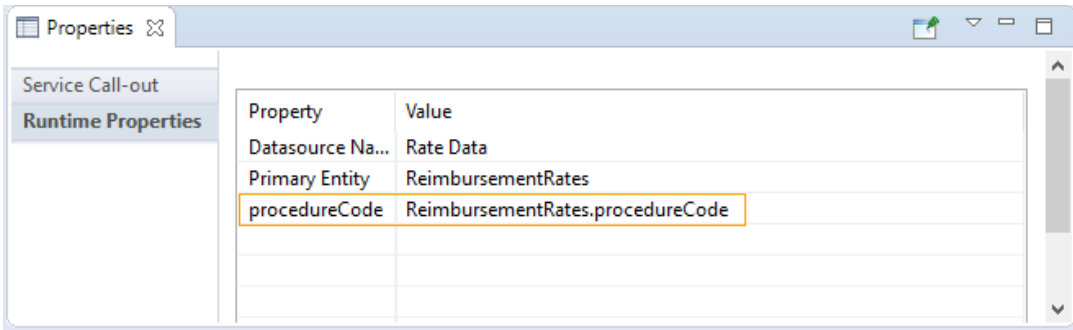 Properties
Service Call-out
Runtime Properties
Property Value
Datasource Na... Rate Data
Primary Entity ReimbursementRates
procedureCode ReimbursementRates.procedureCode